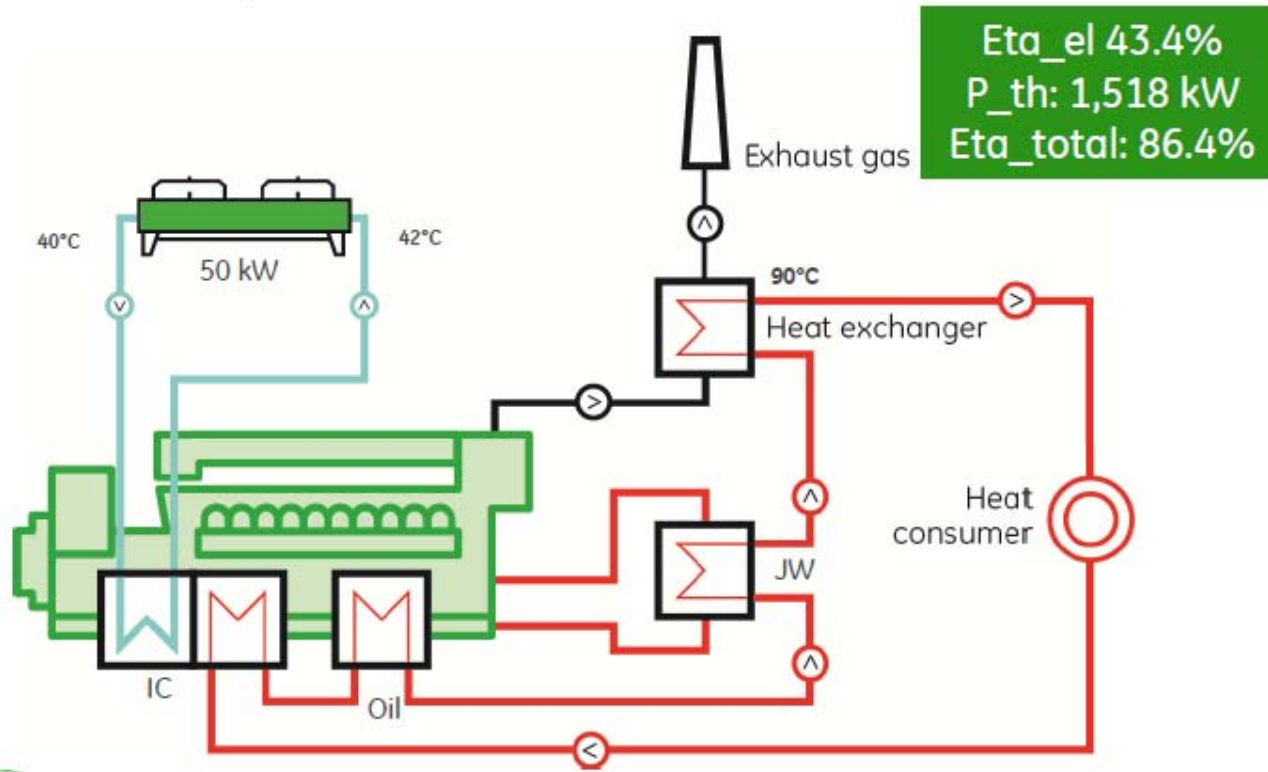 Eta_el 43.4%
P_th: 1,518 kW
Eta_total: 86.4%
Exhaust gas
40°C
42°C
50 kW
90°C
Heat exchanger
Heat
consumer
JW
IC
Oil